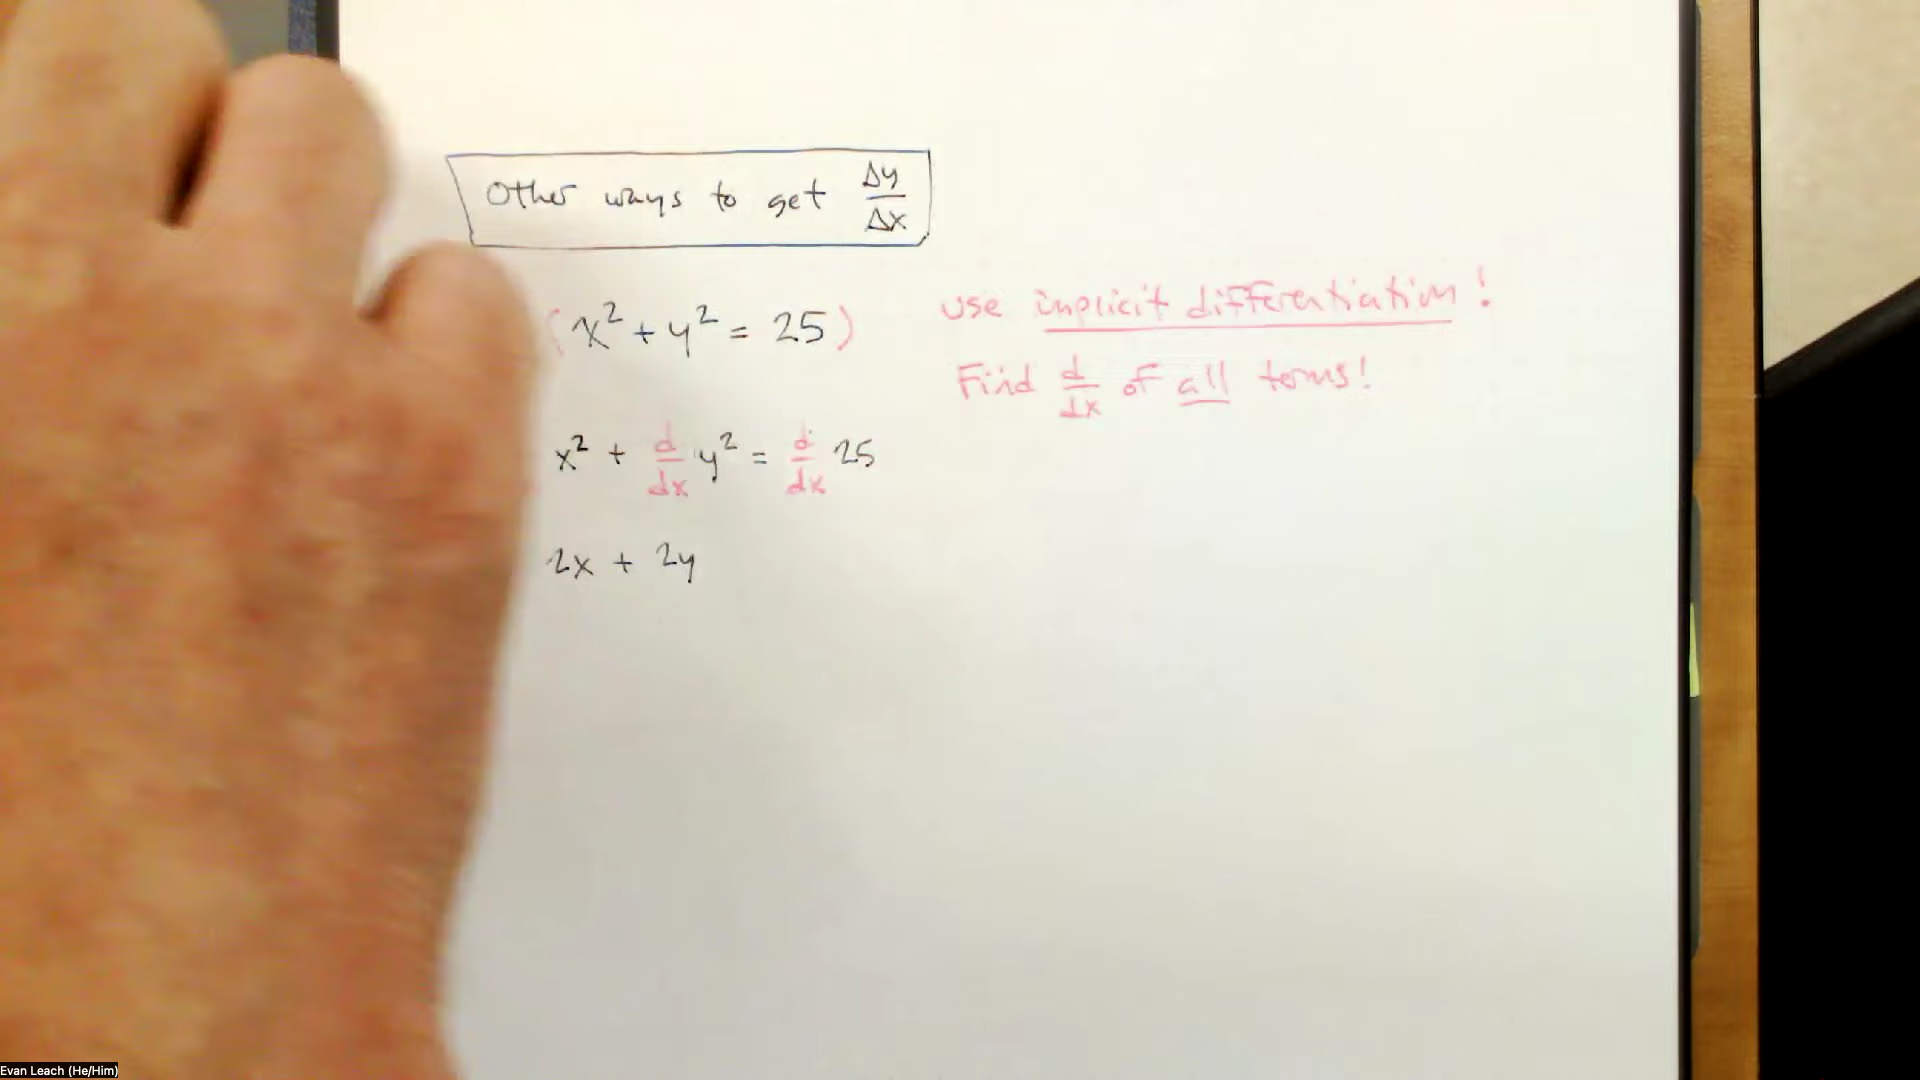 Other ways to get Δy/Δx
(x² + y² = 25)
use implicit differentiation!
Find d/dx of all terms!
x² + d/dx y² = d/dx 25
2x + 2y
Evan Leach (He/Him)